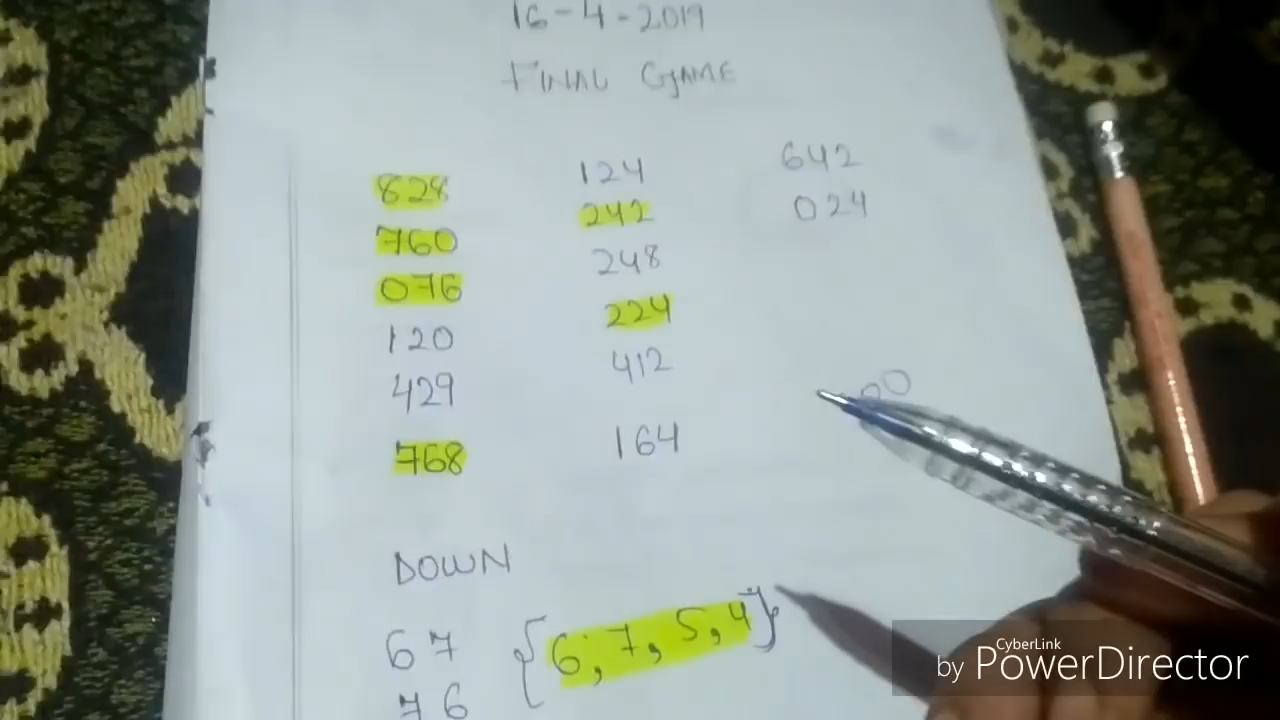 16-4-2019
FINAL GAME
828 124 642
760 242 024
076 248
120 224
429 412
768 164
DOWN
67 {6,7,5,4}
76
CyberLink
by PowerDirector